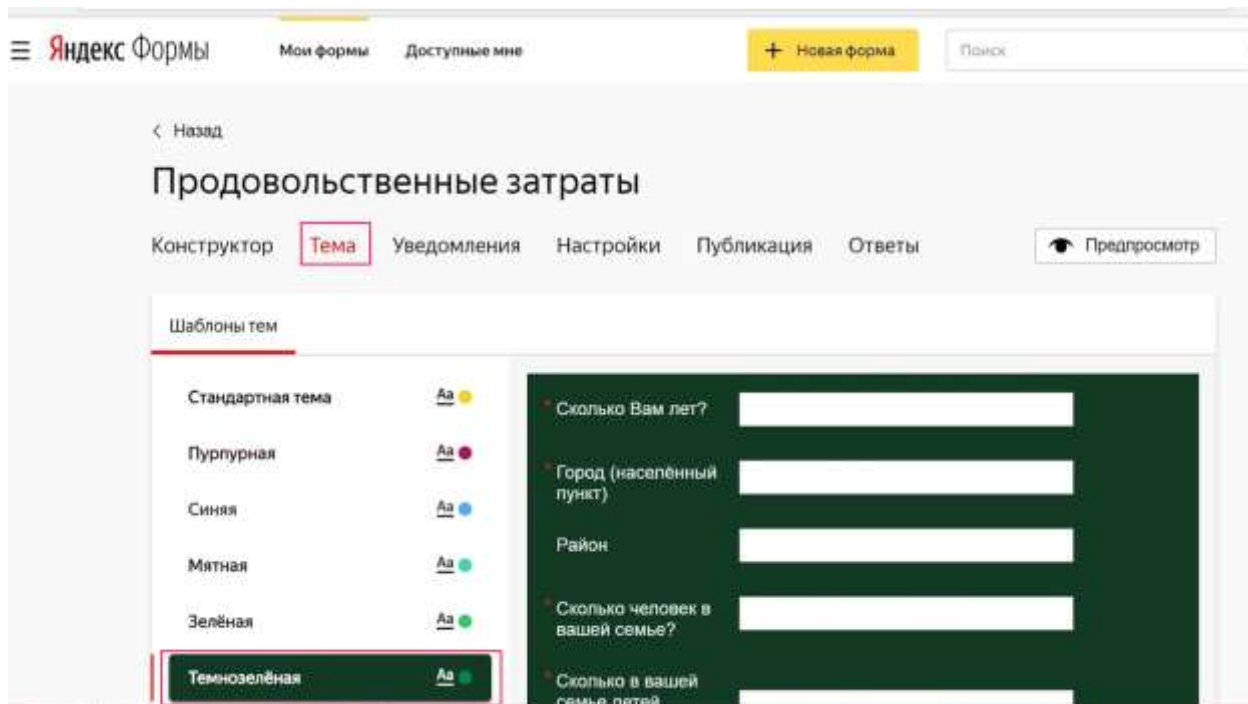 Яндекс Формы Мои формы Доступные мне + Новая форма Поиск
< Назад
Продовольственные затраты
Конструктор Тема Уведомления Настройки Публикация Ответы Предпросмотр
Шаблоны тем
Стандартная тема Aa
Пурпурная Aa
Синяя Aa
Мятная Aa
Зелёная Aa
Темнозелёная Aa
* Сколько Вам лет?
* Город (населённый
пункт)
Район
* Сколько человек в
вашей семье?
* Сколько в вашей
семье детей